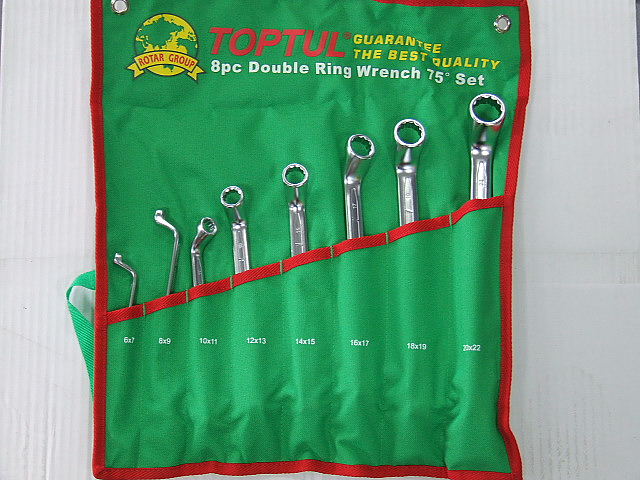 TOPTUL® GUARANTEE
THE BEST QUALITY
ROTAR GROUP
8pc Double Ring Wrench 75° Set
6x7
8x9
10x11
12x13
14x15
16x17
18x19
20x22